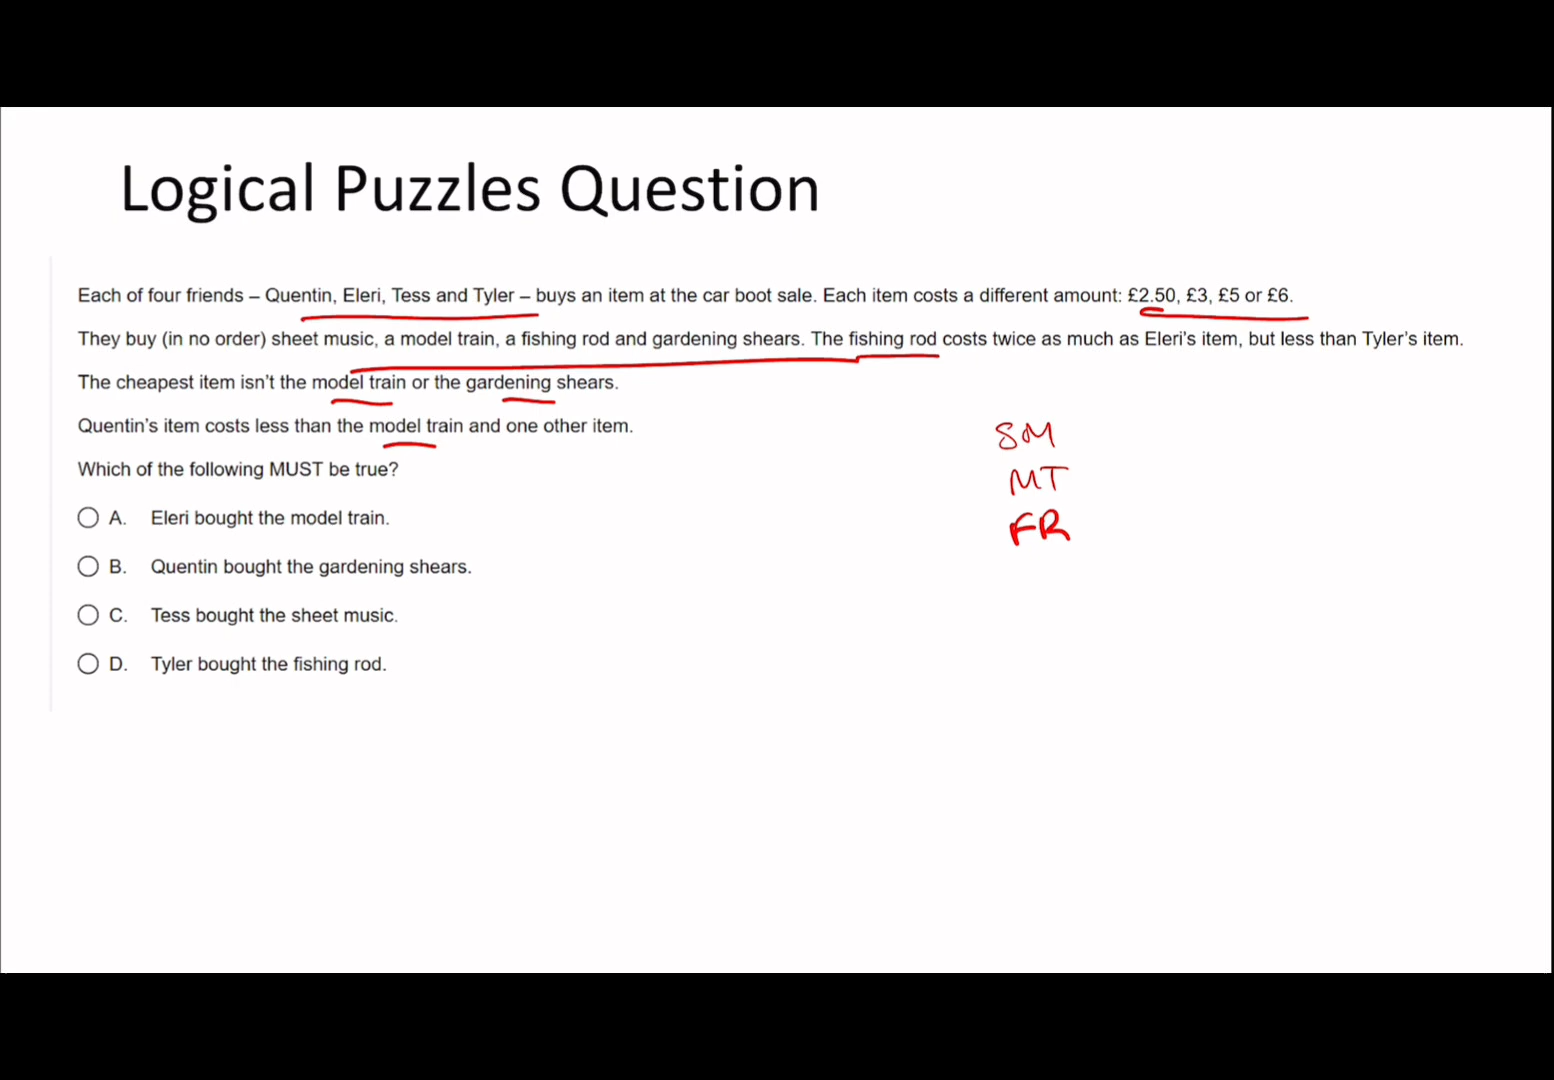 Logical Puzzles Question
Each of four friends – Quentin, Eleri, Tess and Tyler – buys an item at the car boot sale. Each item costs a different amount: £2.50, £3, £5 or £6.
They buy (in no order) sheet music, a model train, a fishing rod and gardening shears. The fishing rod costs twice as much as Eleri's item, but less than Tyler's item.
The cheapest item isn't the model train or the gardening shears.
Quentin's item costs less than the model train and one other item.
SM
Which of the following MUST be true?
MT
A. Eleri bought the model train.
FR
B. Quentin bought the gardening shears.
C. Tess bought the sheet music.
D. Tyler bought the fishing rod.